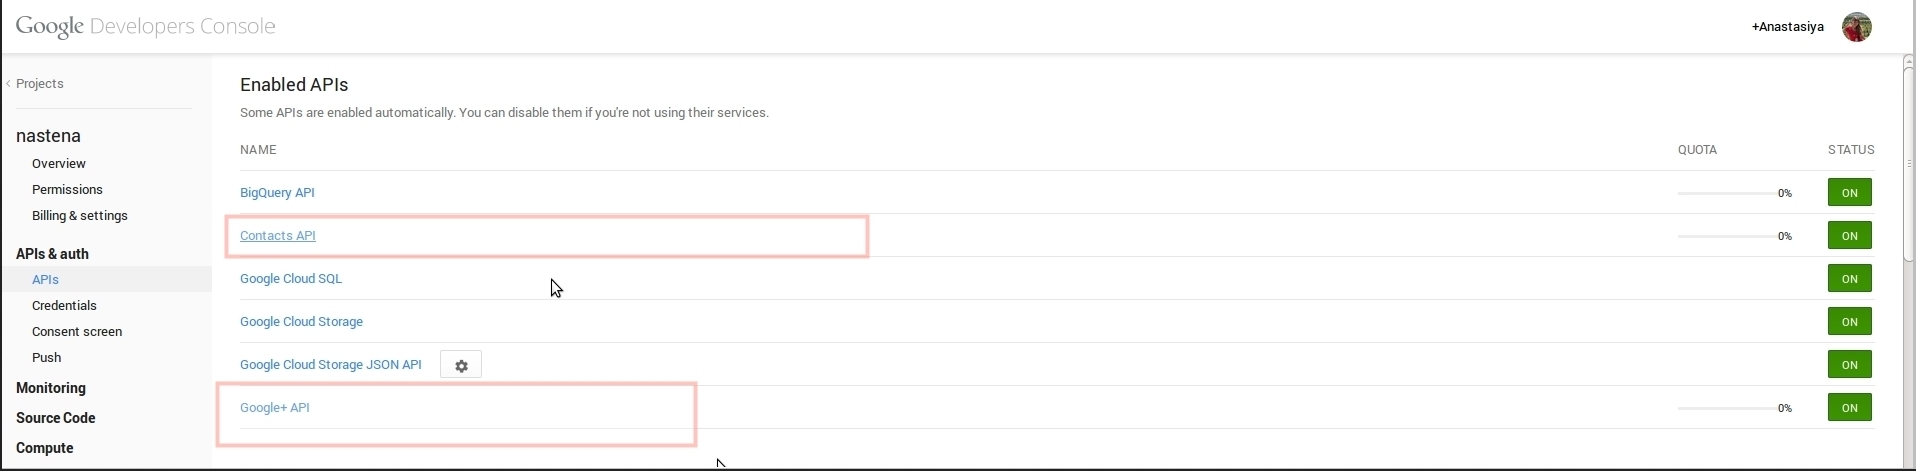 Google Developers Console
+Anastasiya
< Projects
nastena
Overview
Permissions
Billing & settings
APIs & auth
APIs
Credentials
Consent screen
Push
Monitoring
Source Code
Compute
Enabled APIs
Some APIs are enabled automatically. You can disable them if you're not using their services.
NAME QUOTA STATUS
BigQuery API 0% ON
Contacts API 0% ON
Google Cloud SQL ON
Google Cloud Storage ON
Google Cloud Storage JSON API ON
Google+ API 0% ON